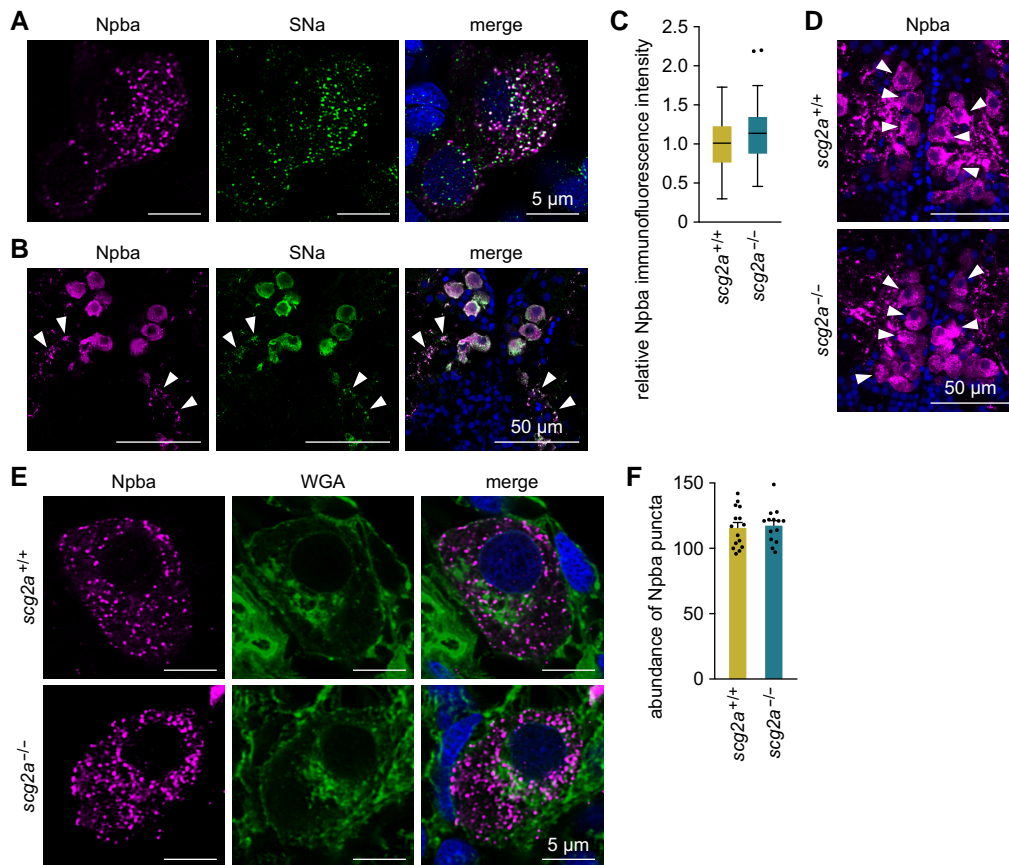 A
Npba
SNa
merge
5 µm
B
Npba
SNa
merge
50 µm
C
relative Npba immunofluorescence intensity
2.5
2.0
1.5
1.0
0.5
0
scg2a+/+
scg2a−/−
D
Npba
scg2a+/+
scg2a−/−
50 µm
E
Npba
WGA
merge
scg2a+/+
scg2a−/−
5 µm
F
abundance of Npba puncta
150
100
50
0
scg2a+/+
scg2a−/−